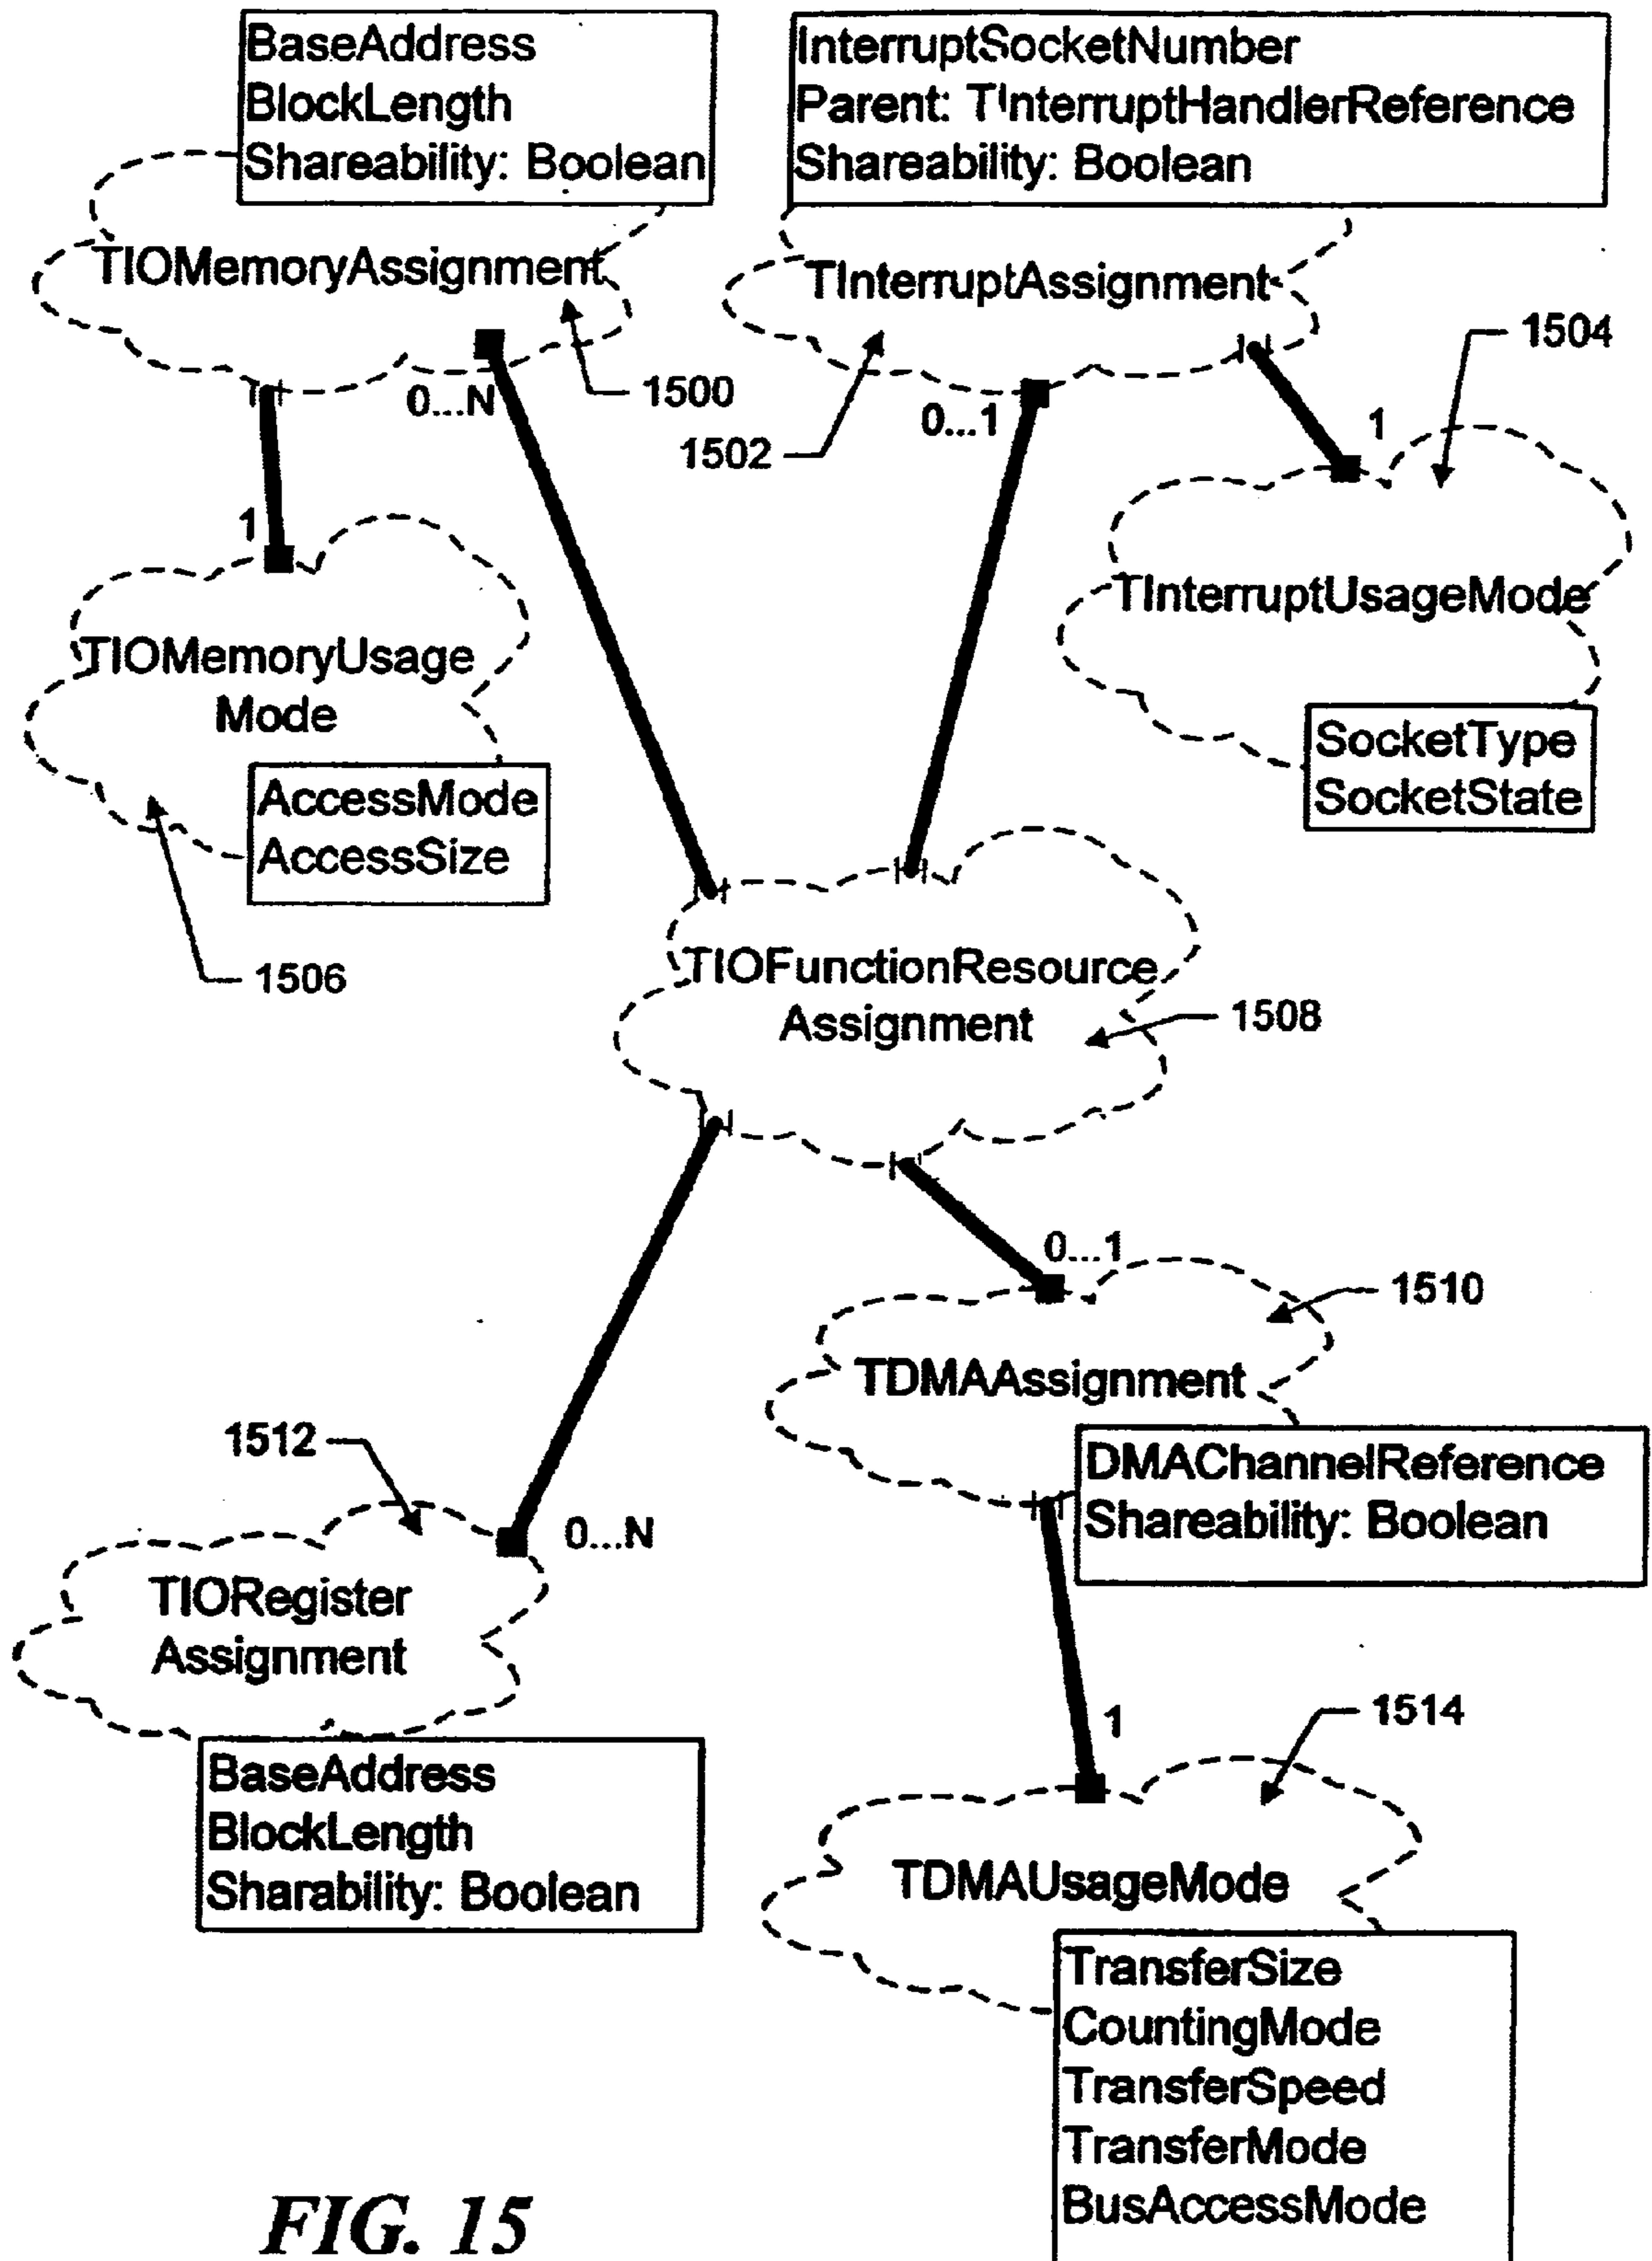 BaseAddress
BlockLength
Shareability: Boolean
InterruptSocketNumber
Parent: TInterruptHandlerReference
Shareability: Boolean
TIOMemoryAssignment
TInterruptAssignment
1504
1500
0...N
0...1
1502
1
1
TInterruptUsageMode
TIOMemoryUsage
Mode
SocketType
SocketState
AccessMode
AccessSize
1506
TIOFunctionResource
Assignment
1508
0...1
1510
TDMAAssignment
1512
DMAChannelReference
Shareability: Boolean
0...N
TIORegister
Assignment
1
1514
BaseAddress
BlockLength
Sharability: Boolean
TDMAUsageMode
TransferSize
CountingMode
TransferSpeed
TransferMode
BusAccessMode
FIG. 15